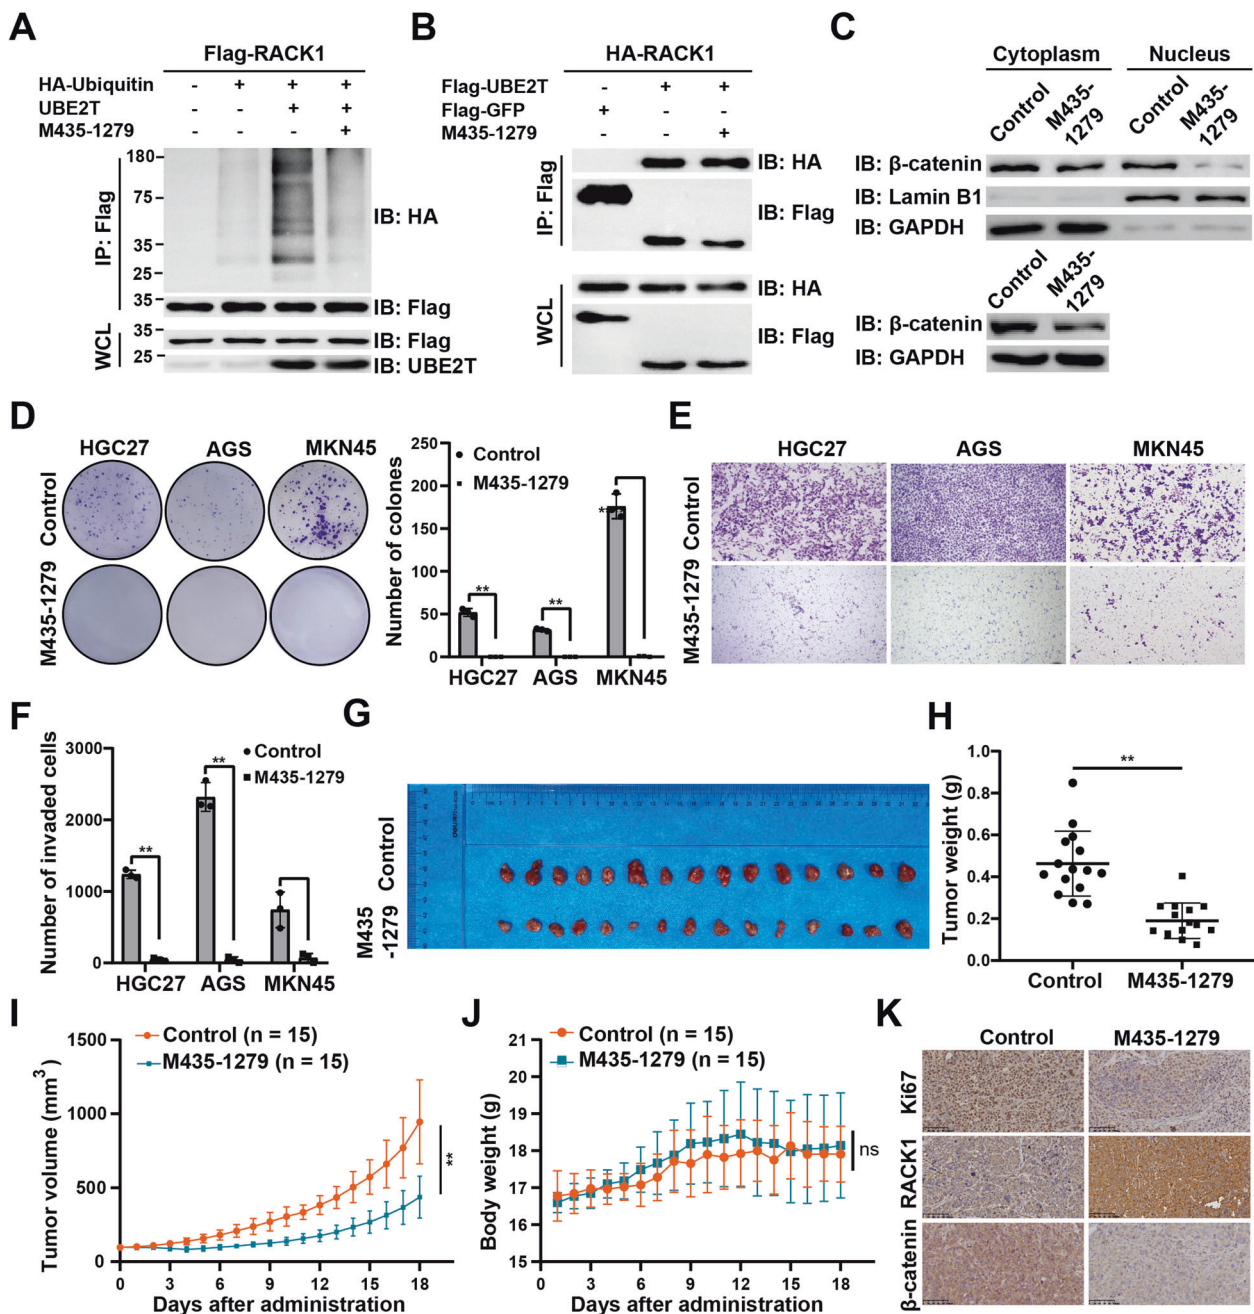 A
Flag-RACK1
HA-Ubiquitin - + + +
UBE2T - - + +
M435-1279 - - - +
IP: Flag
180
75
35
25
IB: HA
35
IB: Flag
WCL
35
IB: Flag
25
IB: UBE2T
B
HA-RACK1
Flag-UBE2T - + +
Flag-GFP + - -
M435-1279 - - +
IP: Flag
IB: HA
IB: Flag
WCL
IB: HA
IB: Flag
C
Cytoplasm Nucleus
Control M435-1279 Control M435-1279
IB: β-catenin
IB: Lamin B1
IB: GAPDH
Control M435-1279
IB: β-catenin
IB: GAPDH
D
HGC27 AGS MKN45
Control
M435-1279
Number of colones
250
200
150
100
50
0
Control
M435-1279
**
**
**
HGC27 AGS MKN45
E
HGC27 AGS MKN45
Control
M435-1279
F
Number of invaded cells
3000
2000
1000
0
Control
M435-1279
**
**
HGC27 AGS MKN45
G
Control
M435
-1279
H
Tumor weight (g)
1.0
0.8
0.6
0.4
0.2
0.0
**
Control M435-1279
I
Tumor volume (mm3)
1500
1000
500
0
Control (n = 15)
M435-1279 (n = 15)
**
0 3 6 9 12 15 18
Days after administration
J
Body weight (g)
21
20
19
18
17
16
15
Control (n = 15)
M435-1279 (n = 15)
ns
0 3 6 9 12 15 18
Days after administration
K
Control M435-1279
Ki67
RACK1
β-catenin